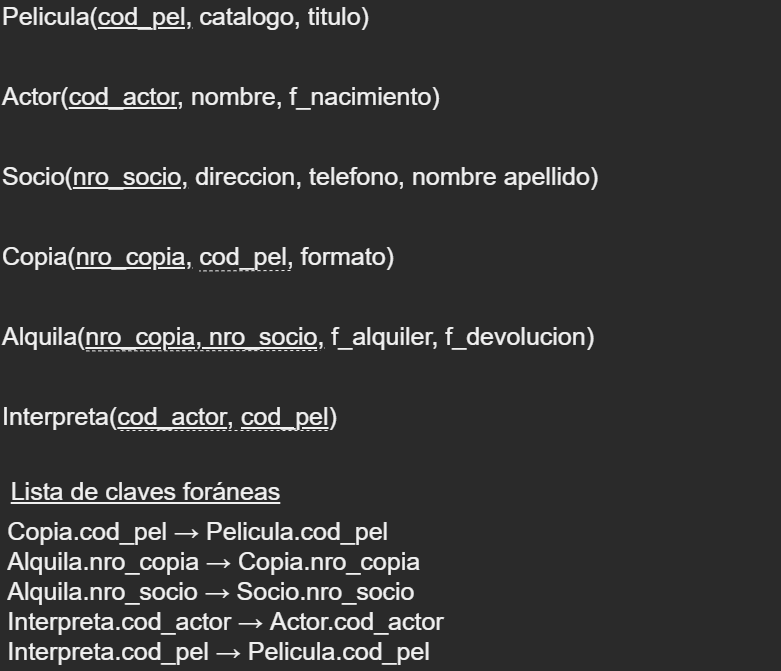 Pelicula(cod_pel, catalogo, titulo)
Actor(cod_actor, nombre, f_nacimiento)
Socio(nro_socio, direccion, telefono, nombre apellido)
Copia(nro_copia, cod_pel, formato)
Alquila(nro_copia, nro_socio, f_alquiler, f_devolucion)
Interpreta(cod_actor, cod_pel)
Lista de claves foráneas
Copia.cod_pel → Pelicula.cod_pel
Alquila.nro_copia → Copia.nro_copia
Alquila.nro_socio → Socio.nro_socio
Interpreta.cod_actor → Actor.cod_actor
Interpreta.cod_pel → Pelicula.cod_pel